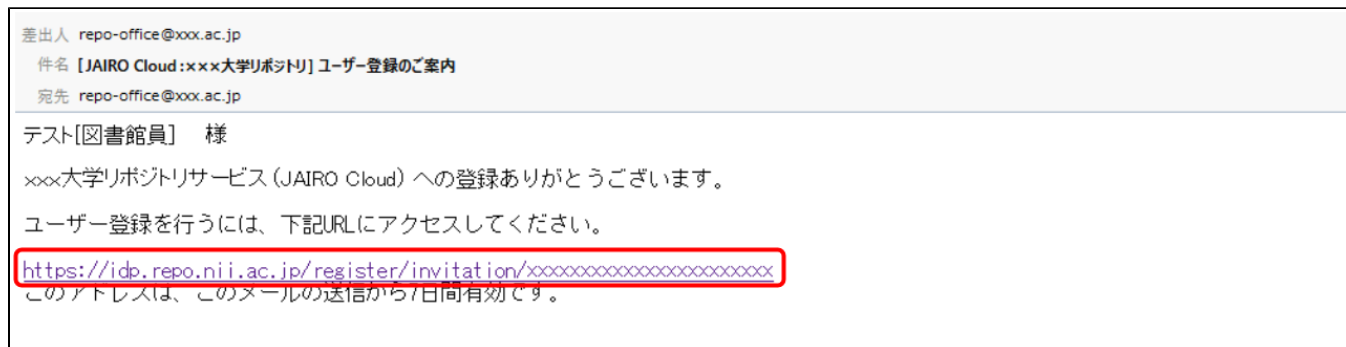 差出人 repo-office@xxx.ac.jp
件名 [JAIRO Cloud:×××大学リポジトリ] ユーザー登録のご案内
宛先 repo-office@xxx.ac.jp
テスト[図書館員] 様
xxx大学リポジトリサービス(JAIRO Cloud) への登録ありがとうございます。
ユーザー登録を行うには、下記URLにアクセスしてください。
https://idp.repo.nii.ac.jp/register/invitation/xxxxxxxxxxxxxxxxxxxxxxxx
このアドレスは、このメールの送信から7日間有効です。